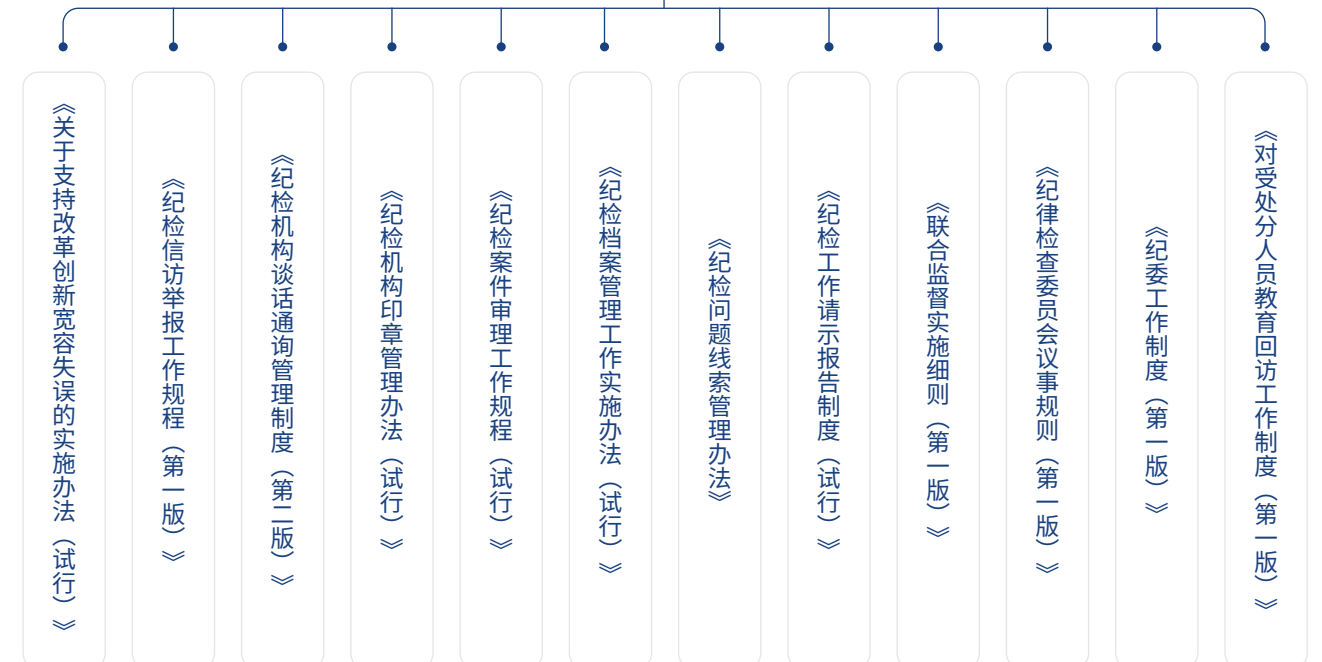 《关于支持改革创新宽容失误的实施办法（试行）》
《纪检信访举报工作规程（第一版）》
《纪检机构谈话通询管理制度（第二版）》
《纪检机构印章管理办法（试行）》
《纪检案件审理工作规程（试行）》
《纪检档案管理工作实施办法（试行）》
《纪检问题线索管理办法》
《纪检工作请示报告制度（试行）》
《联合监督实施细则（第一版）》
《纪律检查委员会议事规则（第一版）》
《纪委工作制度（第一版）》
《对受处分人员教育回访工作制度（第一版）》